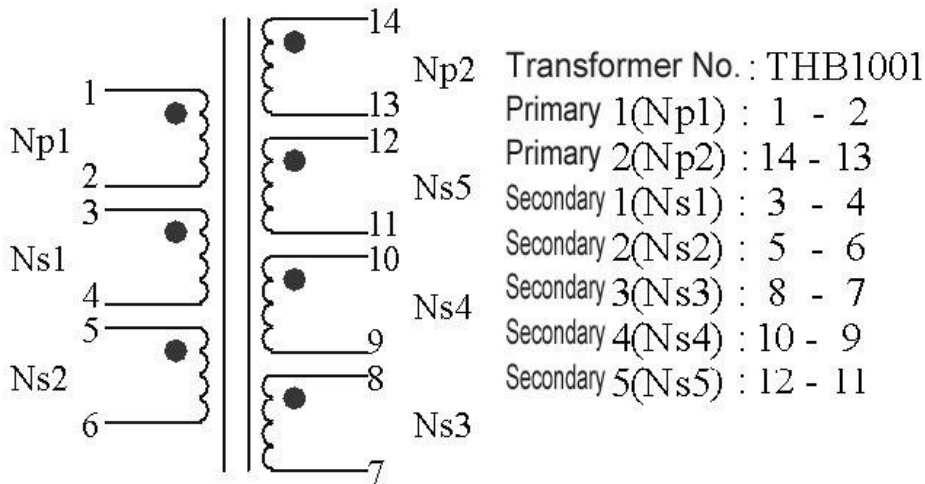 14
Np2
13
1
Np1
2
12
Ns5
11
3
Ns1
4
10
Ns4
9
5
Ns2
6
8
Ns3
7
Transformer No. : THB1001
Primary 1(Np1) : 1 - 2
Primary 2(Np2) : 14 - 13
Secondary 1(Ns1) : 3 - 4
Secondary 2(Ns2) : 5 - 6
Secondary 3(Ns3) : 8 - 7
Secondary 4(Ns4) : 10 - 9
Secondary 5(Ns5) : 12 - 11